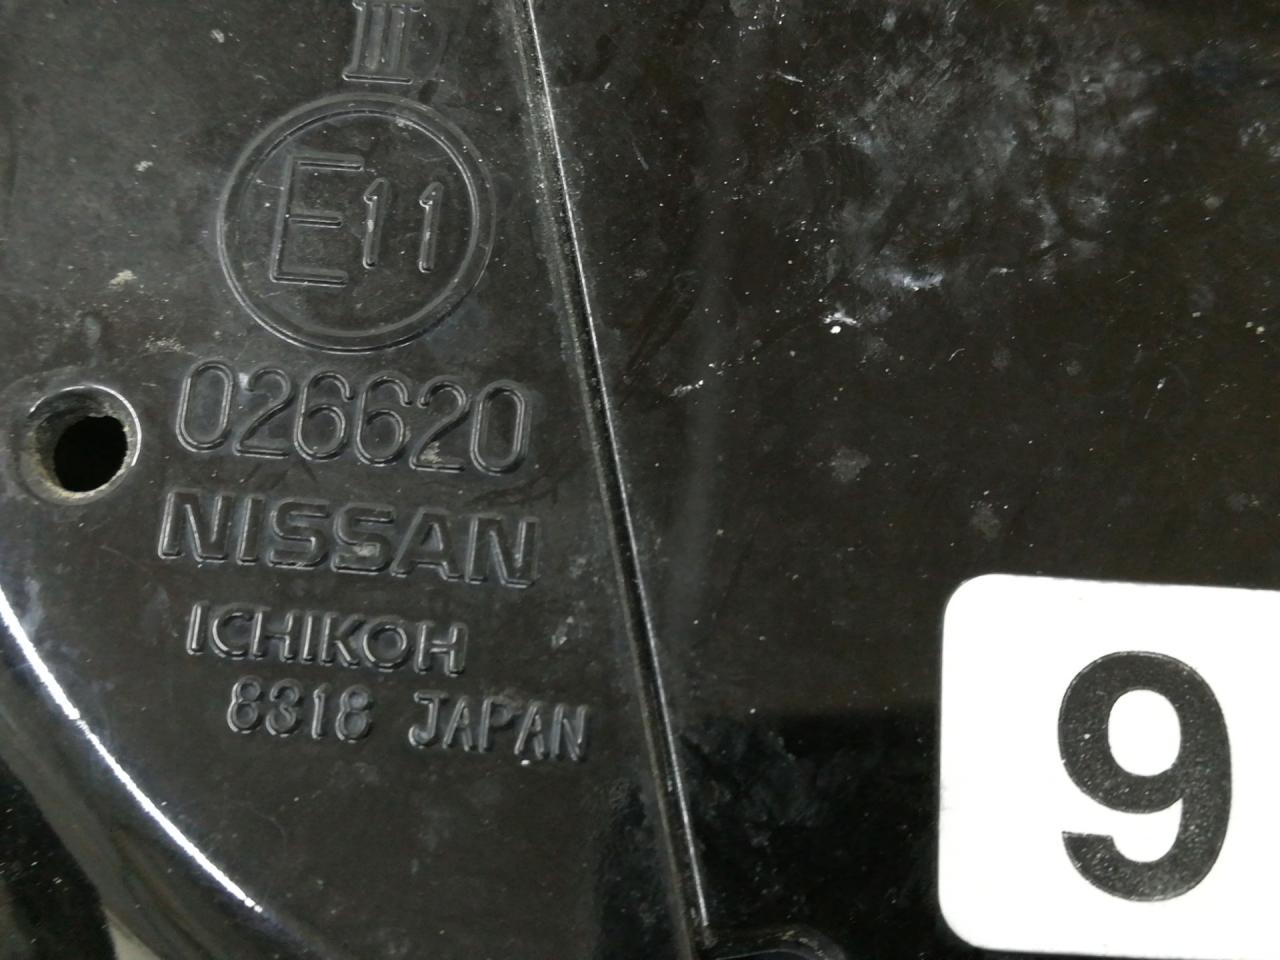 III
E11
026620
NISSAN
ICHIKOH
8318 JAPAN
9